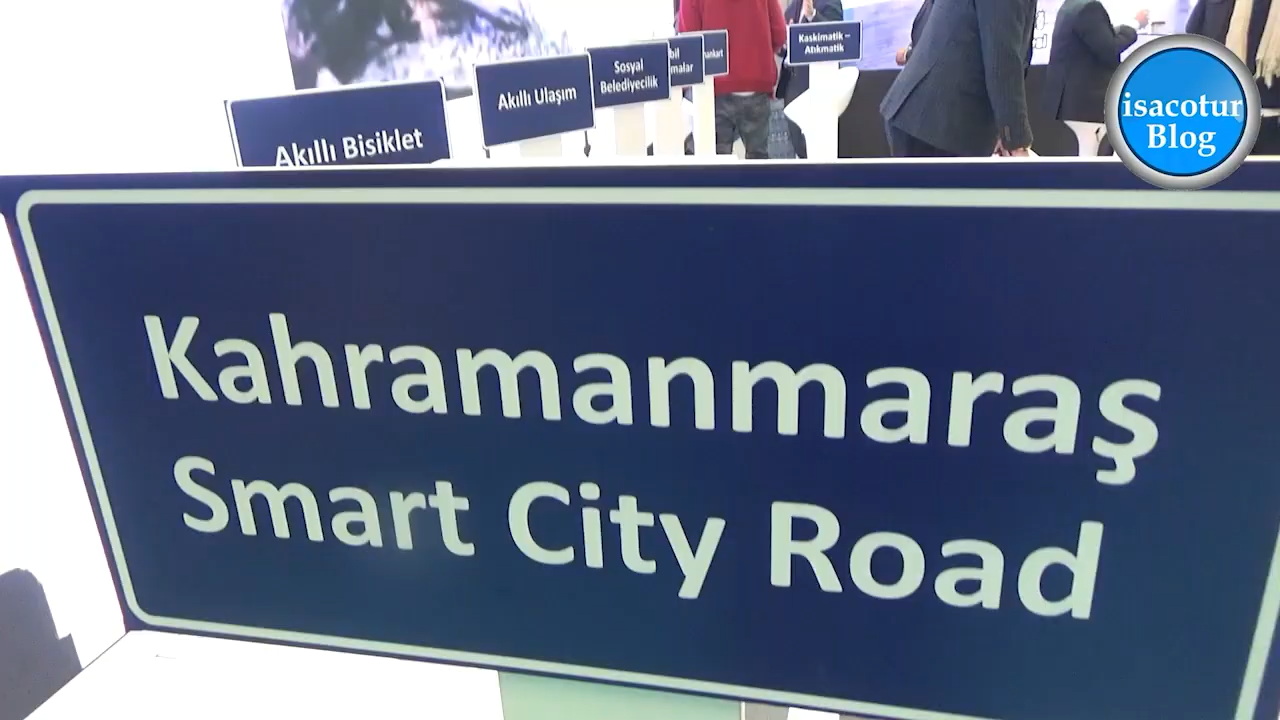 Kaskimatik –
Atıkmatik
Sosyal
Belediyecilik
Akıllı Ulaşım
Akıllı Bisiklet
isacotur
Blog
Kahramanmaraş
Smart City Road